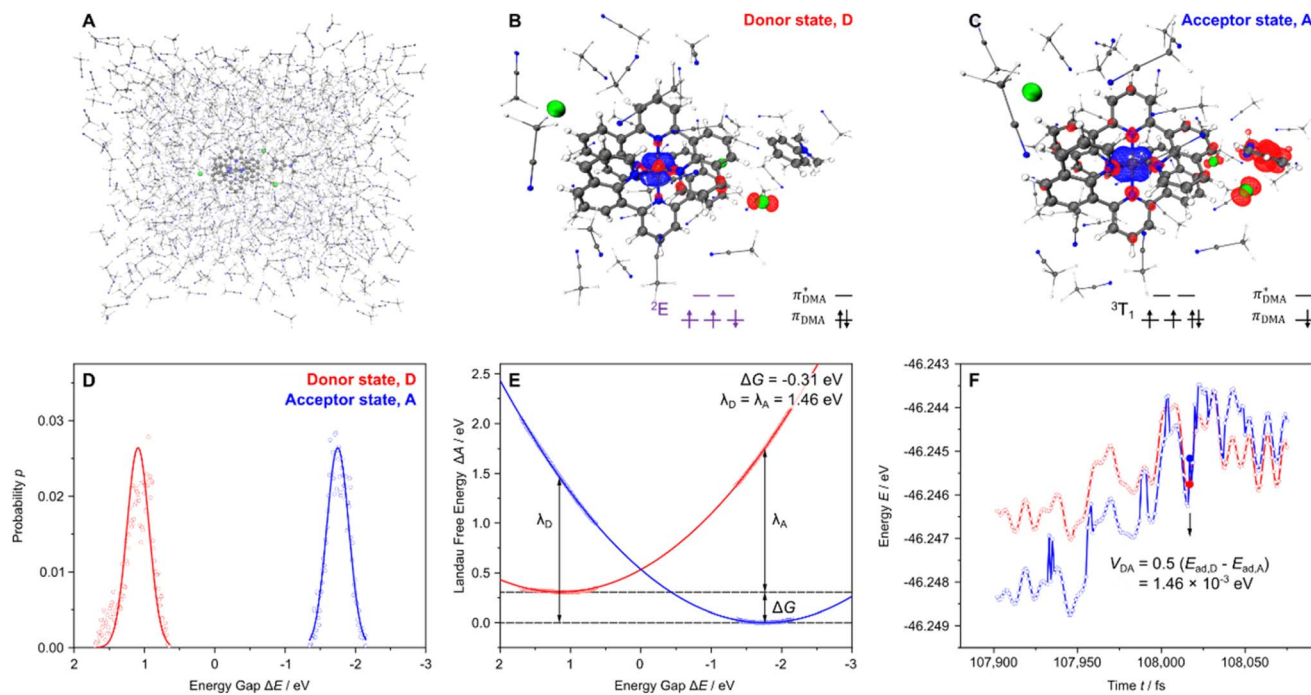 A
B
Donor state, D
²E
π*DMA
πDMA
C
Acceptor state, A
³T₁
π*DMA
πDMA
D
Donor state, D
Acceptor state, A
Probability p
0.03
0.02
0.01
0.00
2
1
0
-1
-2
-3
Energy Gap ΔE / eV
E
ΔG = -0.31 eV
λD = λA = 1.46 eV
Landau Free Energy ΔA / eV
2.5
2.0
1.5
1.0
0.5
0.0
λD
λA
ΔG
2
1
0
-1
-2
-3
Energy Gap ΔE / eV
F
Energy E / eV
-46.243
-46.244
-46.245
-46.246
-46.247
-46.248
-46.249
VDA = 0.5 (Ead,D - Ead,A)
= 1.46 × 10⁻³ eV
107,900
107,950
108,000
108,050
Time t / fs